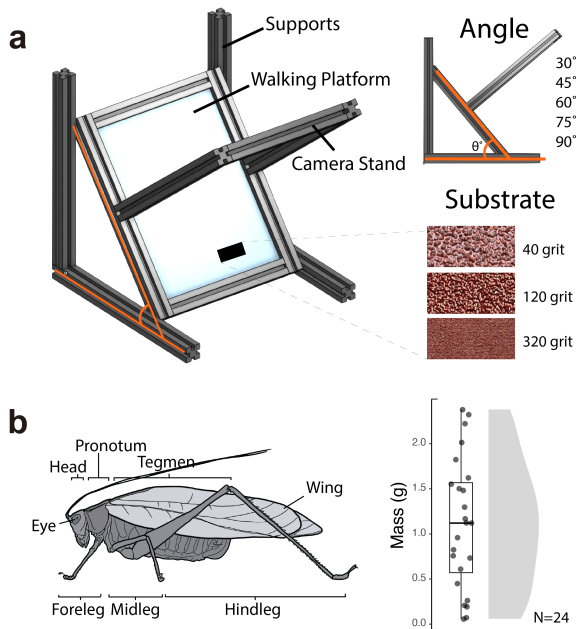 a
Supports
Walking Platform
Camera Stand
Angle
θ˚
30˚
45˚
60˚
75˚
90˚
Substrate
40 grit
120 grit
320 grit
b
Pronotum
Head
Tegmen
Wing
Eye
Foreleg
Midleg
Hindleg
Mass (g)
2.0
1.5
1.0
0.5
0.0
N=24